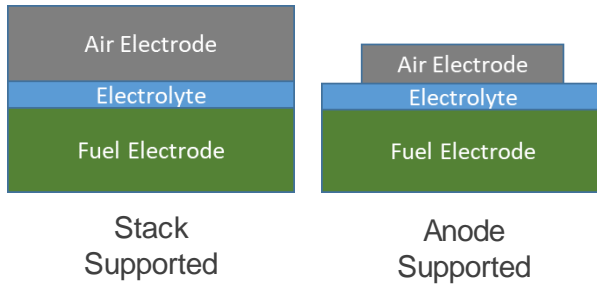 Air Electrode
Electrolyte
Fuel Electrode
Stack
Supported
Air Electrode
Electrolyte
Fuel Electrode
Anode
Supported